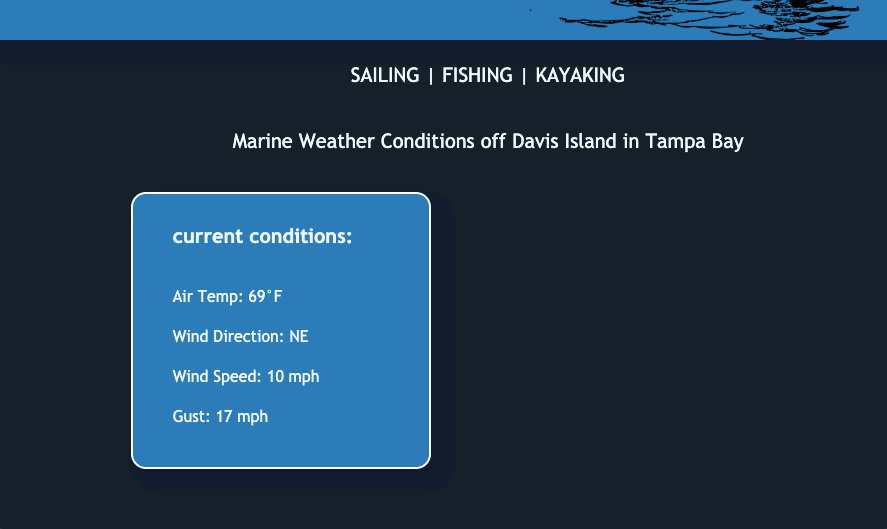 SAILING | FISHING | KAYAKING
Marine Weather Conditions off Davis Island in Tampa Bay
current conditions:
Air Temp: 69°F
Wind Direction: NE
Wind Speed: 10 mph
Gust: 17 mph